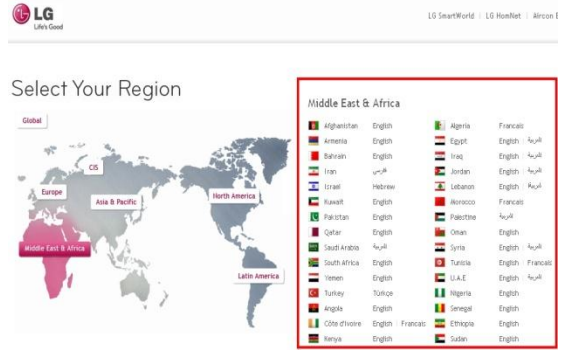 LG
Life's Good
LG SmartWorld | LG HomNet | Aircon
Select Your Region
Global
CIS
Europe
Asia & Pacific
North America
Middle East & Africa
Latin America
Middle East & Africa
Afghanistan English Algeria Francais
Armenia English Egypt English | العربية
Bahrain English Iraq English | العربية
Iran فارسی Jordan English | العربية
Israel Hebrew Lebanon English | العربية
Kuwait English Morocco Francais
Pakistan English Palestine العربية
Qatar English Oman English
Saudi Arabia العربية Syria English | العربية
South Africa English Tunisia English | Francais
Yemen English U.A.E English
Turkey Türkçe Nigeria English
Angola English Senegal English
Côte d'Ivoire English | Francais Ethiopia English
Kenya English Sudan English